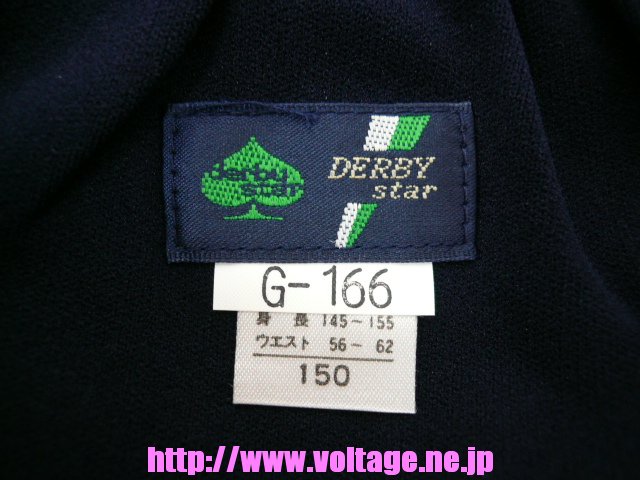 derby
star
DERBY
star
G-166
身長 145~155
ウエスト 56~62
150
http://www.voltage.ne.jp